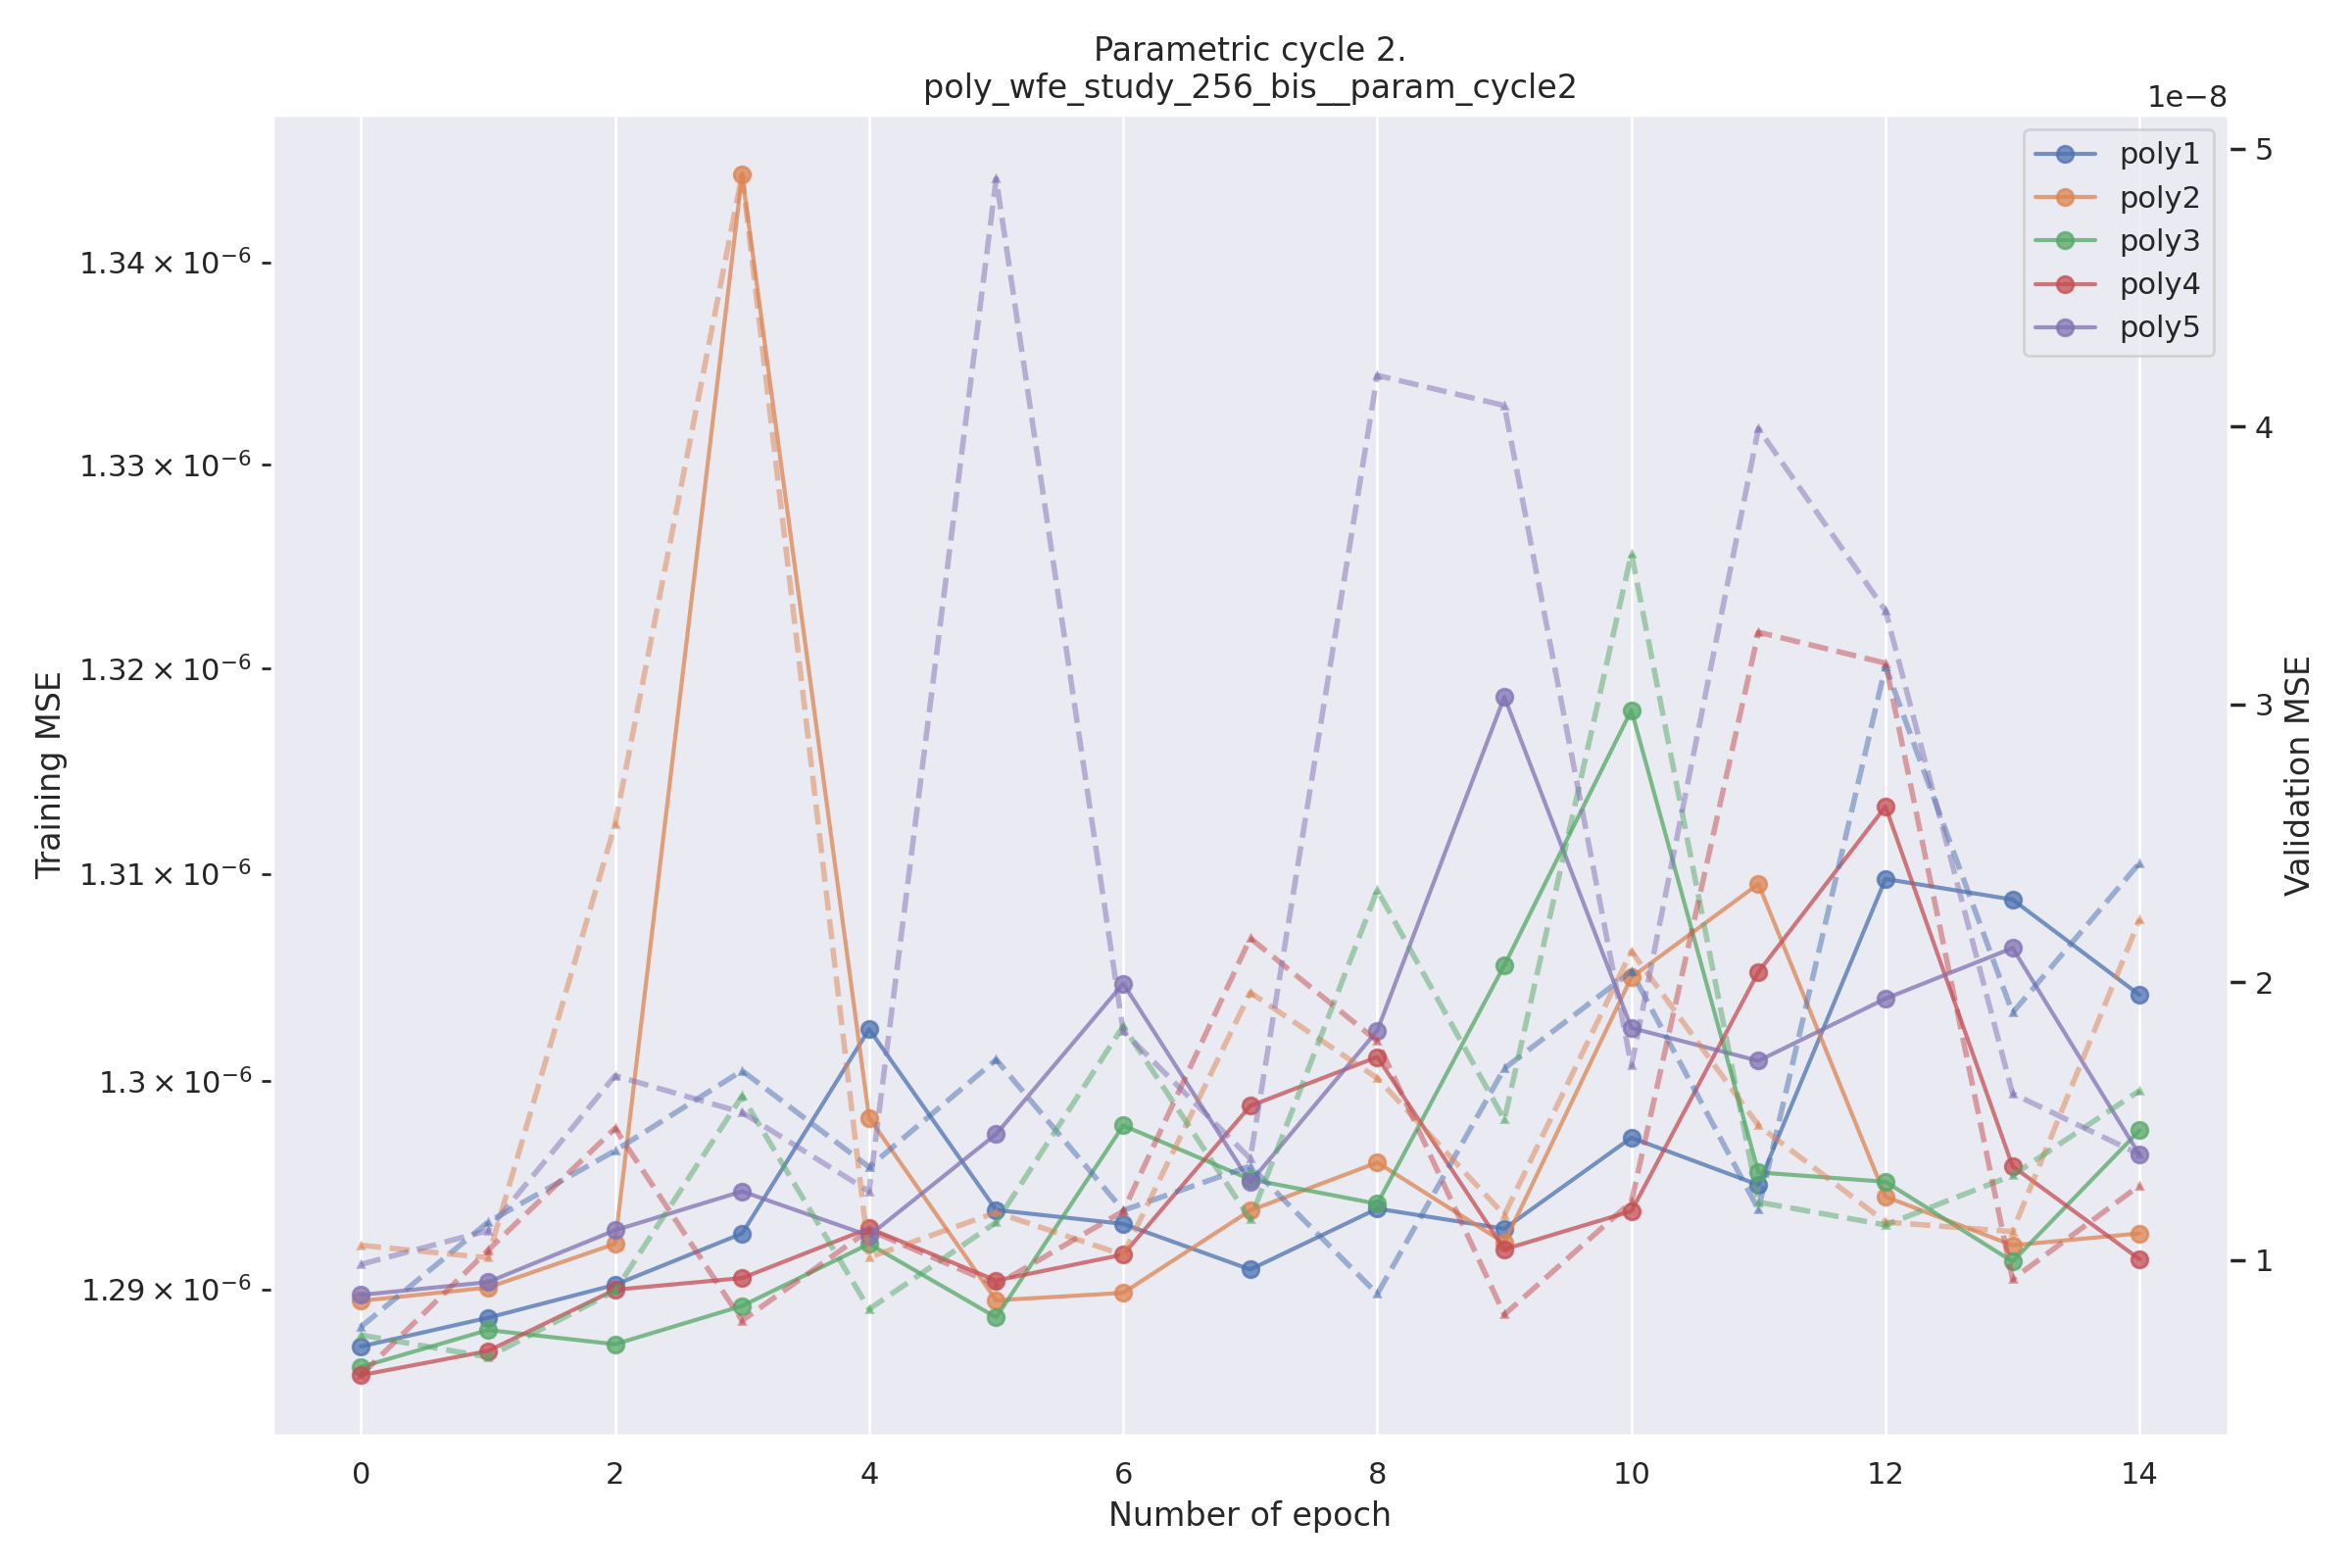 Parametric cycle 2.
poly_wfe_study_256_bis__param_cycle2
1e−8
Training MSE
1.34 × 10⁻⁶
1.33 × 10⁻⁶
1.32 × 10⁻⁶
1.31 × 10⁻⁶
1.3 × 10⁻⁶
1.29 × 10⁻⁶
poly1
poly2
poly3
poly4
poly5
5
4
3
2
1
Validation MSE
0 2 4 6 8 10 12 14
Number of epoch